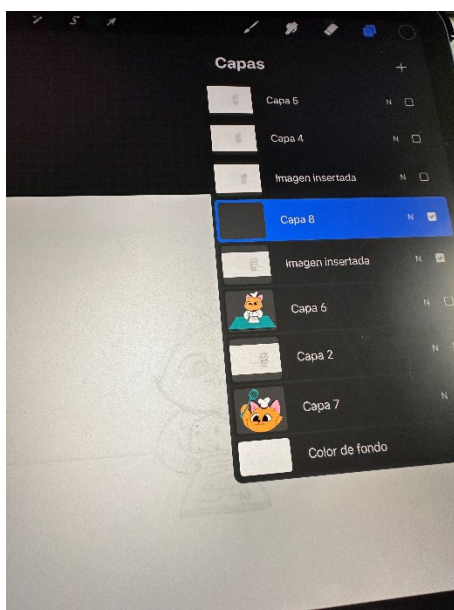 Capas
Capa 5 N
Capa 4 N
Imagen insertada N
Capa 8 N
Imagen insertada N
Capa 6 N
Capa 2 N
Capa 7 N
Color de fondo